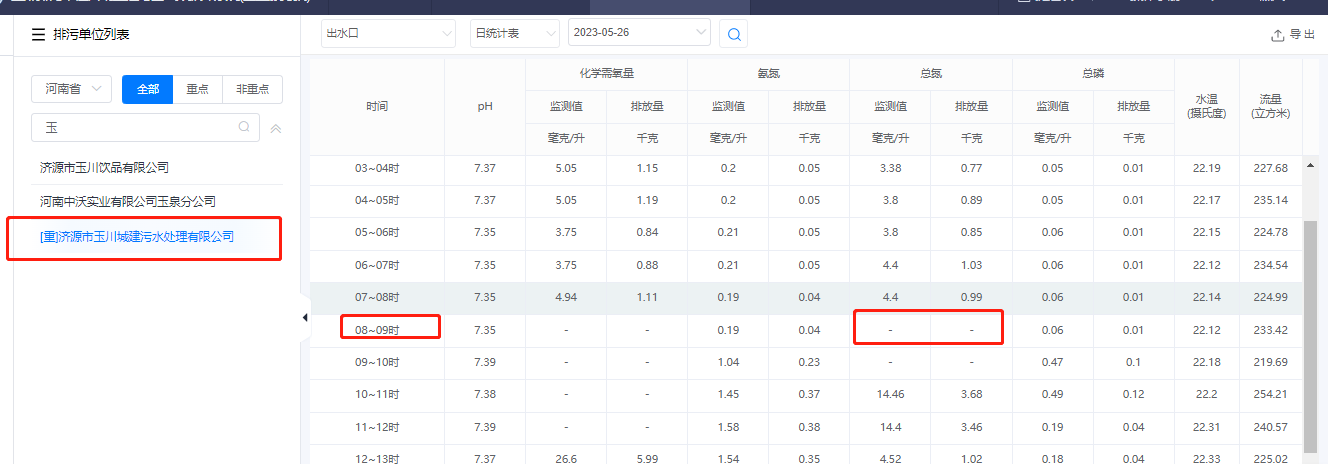 排污单位列表
出水口 日统计表 2023-05-26 导出
河南省 全部 重点 非重点
玉
济源市玉川饮品有限公司
河南中沃实业有限公司玉泉分公司
[重]济源市玉川城建污水处理有限公司
时间 pH 化学需氧量 氨氮 总氮 总磷 水温 (摄氏度) 流量 (立方米)
监测值 排放量 监测值 排放量 监测值 排放量 监测值 排放量
毫克/升 千克 毫克/升 千克 毫克/升 千克 毫克/升 千克
03~04时 7.37 5.05 1.15 0.2 0.05 3.38 0.77 0.05 0.01 22.19 227.68
04~05时 7.37 5.05 1.19 0.2 0.05 3.8 0.89 0.05 0.01 22.17 235.14
05~06时 7.35 3.75 0.84 0.21 0.05 3.8 0.85 0.06 0.01 22.15 224.78
06~07时 7.35 3.75 0.88 0.21 0.05 4.4 1.03 0.06 0.01 22.12 234.54
07~08时 7.35 4.94 1.11 0.19 0.04 4.4 0.99 0.06 0.01 22.14 224.99
08~09时 7.35 - - 0.19 0.04 - - 0.06 0.01 22.12 233.42
09~10时 7.39 - - 1.04 0.23 - - 0.47 0.1 22.18 219.69
10~11时 7.38 - - 1.45 0.37 14.46 3.68 0.49 0.12 22.2 254.21
11~12时 7.39 - - 1.58 0.38 14.4 3.46 0.19 0.04 22.31 240.57
12~13时 7.37 26.6 5.99 1.54 0.35 4.52 1.02 0.18 0.04 22.33 225.02